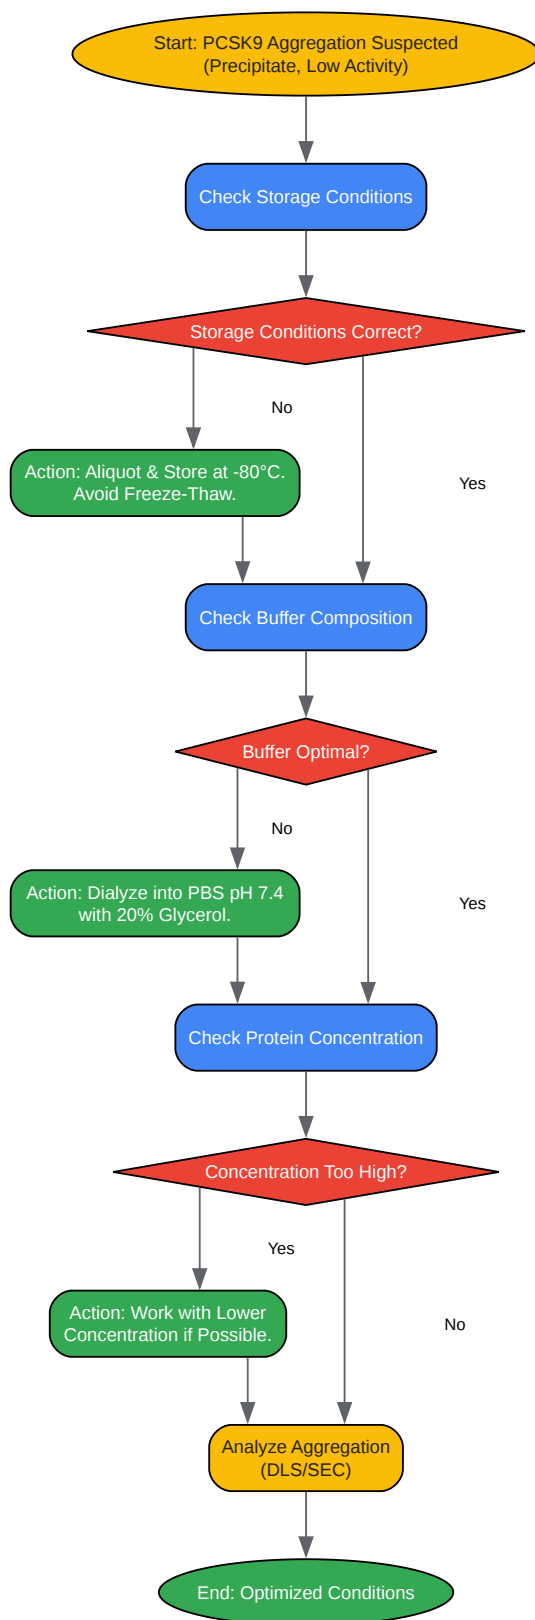 Start: PCSK9 Aggregation Suspected
(Precipitate, Low Activity)
Check Storage Conditions
Storage Conditions Correct?
No
Action: Aliquot & Store at -80°C.
Avoid Freeze-Thaw.
Yes
Check Buffer Composition
Buffer Optimal?
No
Action: Dialyze into PBS pH 7.4
with 20% Glycerol.
Yes
Check Protein Concentration
Concentration Too High?
Yes
Action: Work with Lower
Concentration if Possible.
No
Analyze Aggregation
(DLS/SEC)
End: Optimized Conditions